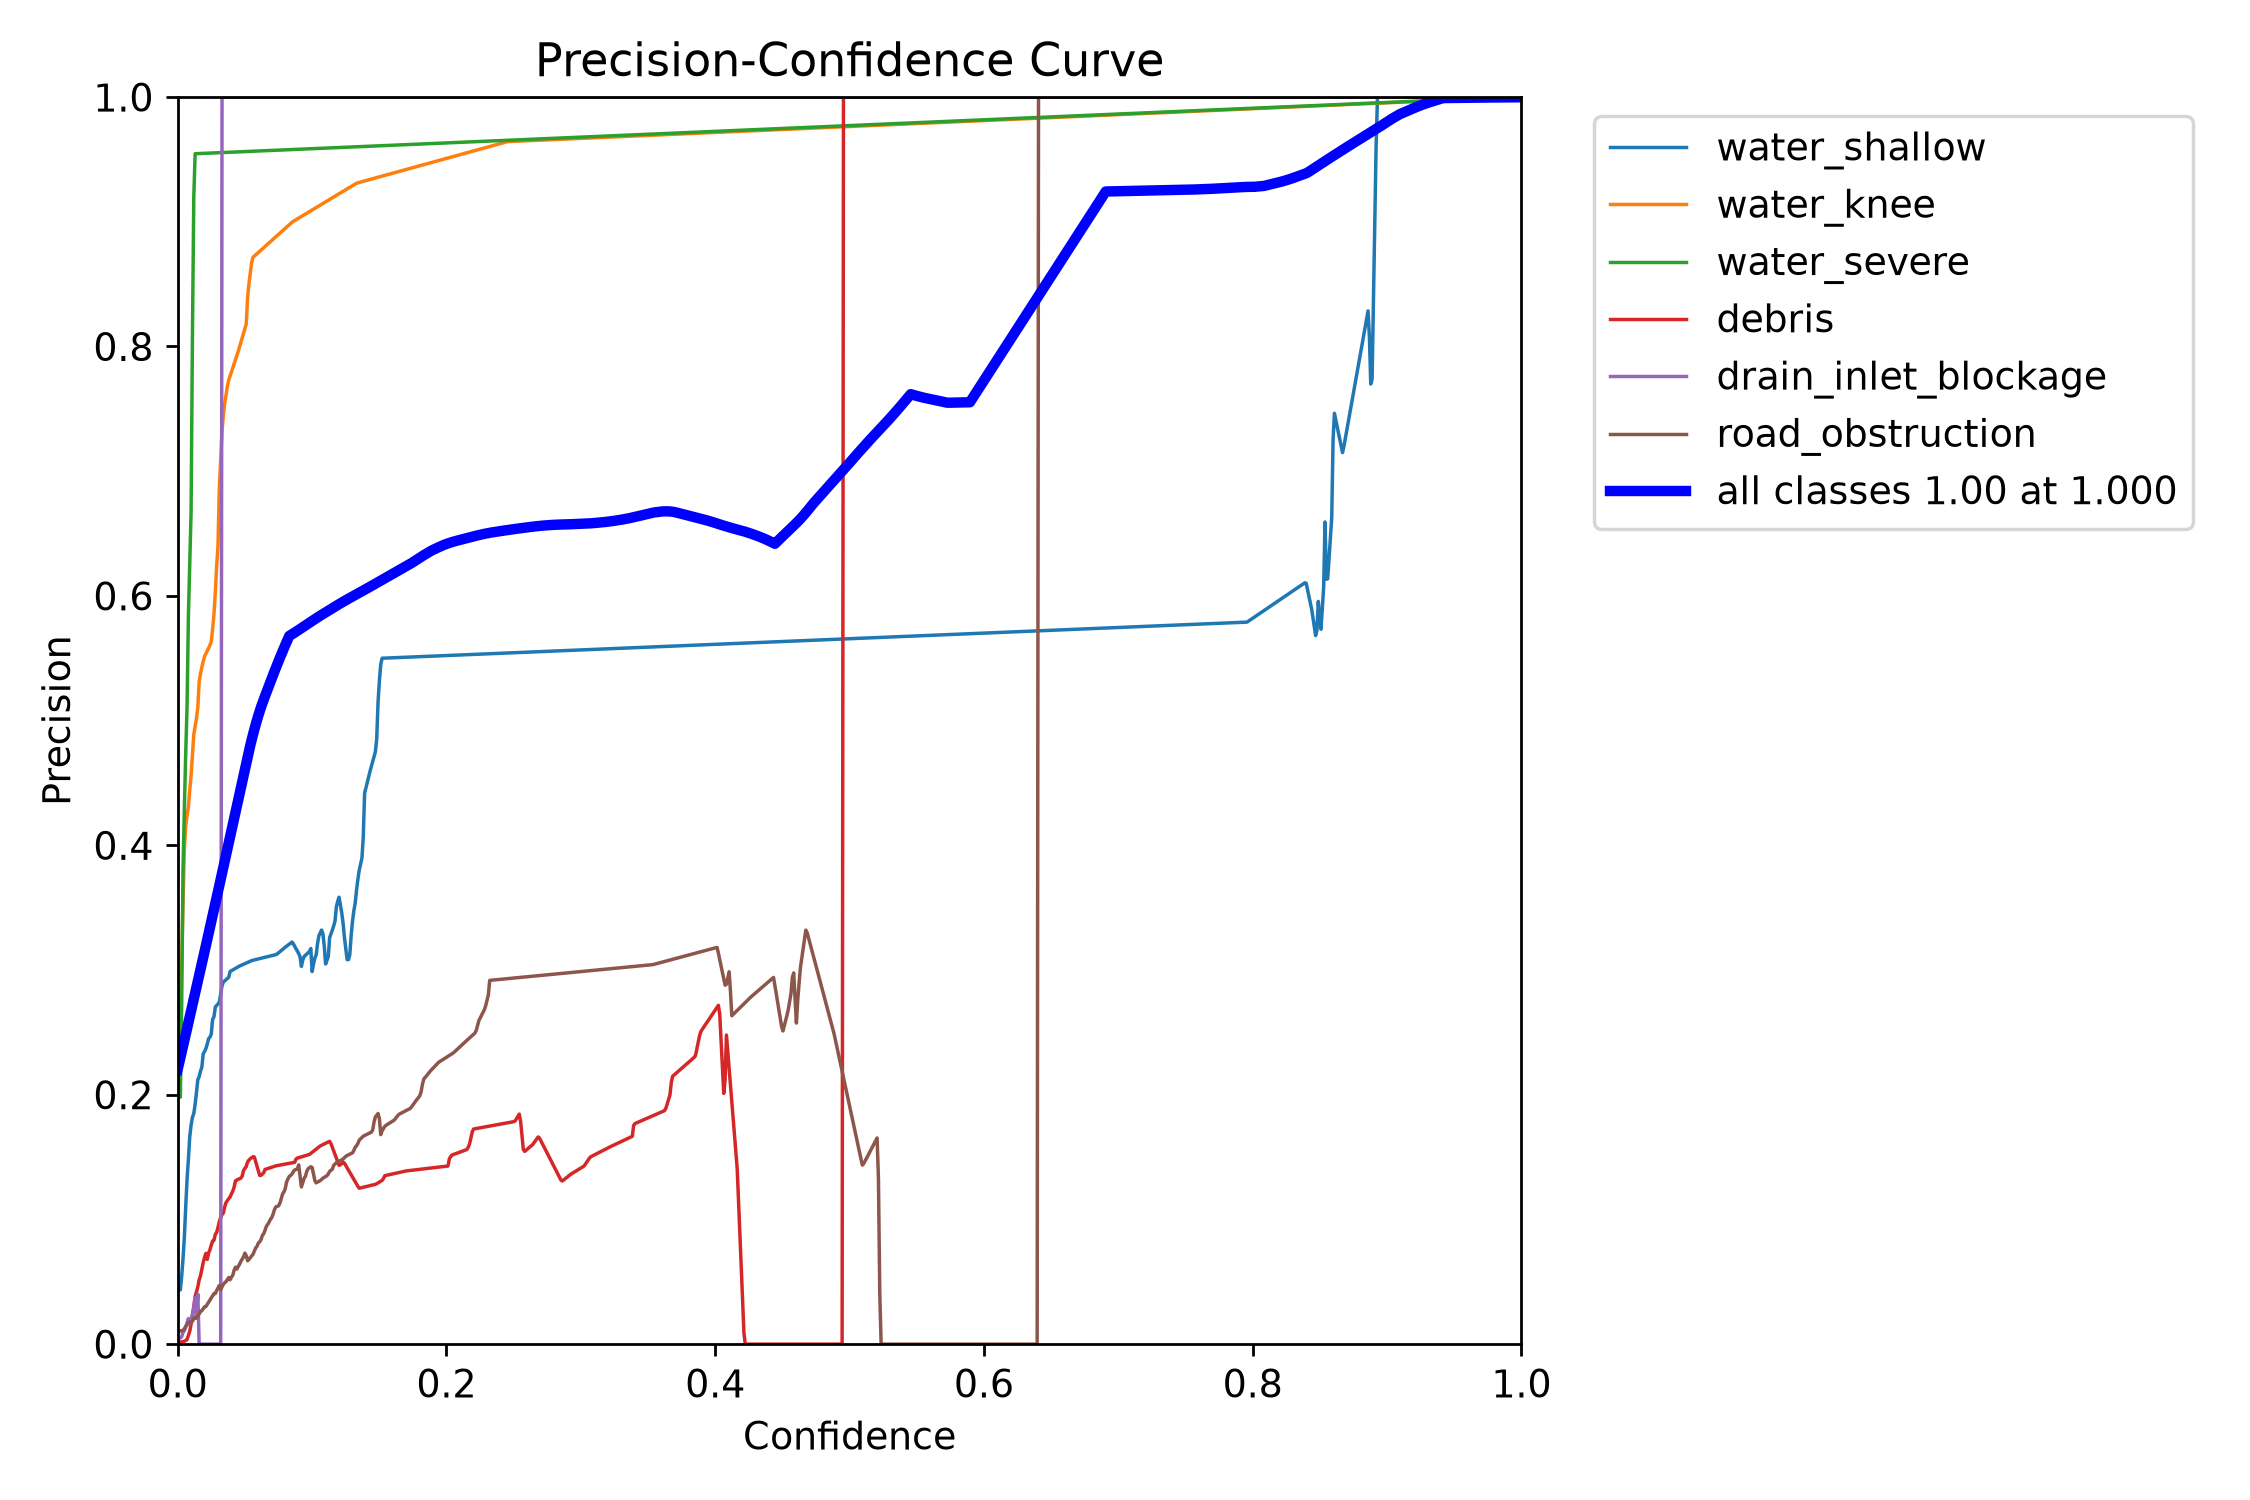 Precision-Confidence Curve
1.0
0.8
0.6
0.4
0.2
0.0
Precision
0.0 0.2 0.4 0.6 0.8 1.0
Confidence
water_shallow
water_knee
water_severe
debris
drain_inlet_blockage
road_obstruction
all classes 1.00 at 1.000